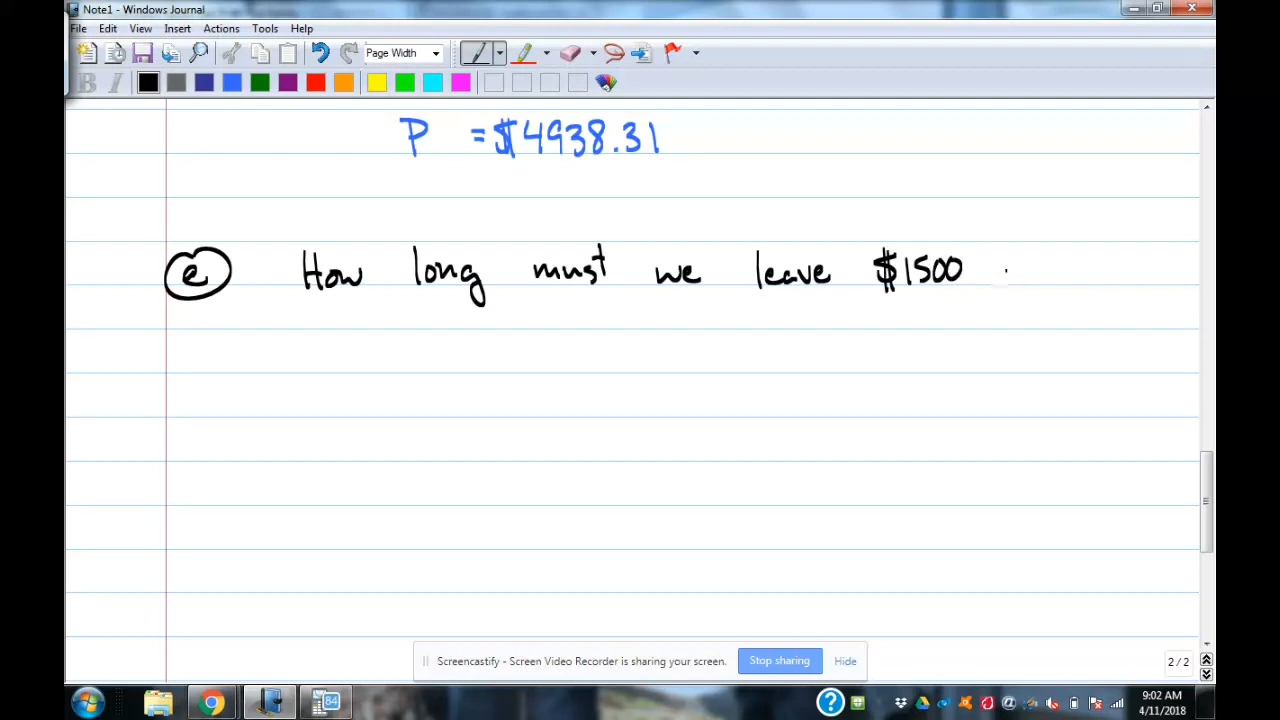 Note1 - Windows Journal
File Edit View Insert Actions Tools Help
Page Width
B I
P = $4938.31
e How long must we leave $1500
Screencastify - Screen Video Recorder is sharing your screen. Stop sharing Hide
2 / 2
84
9:02 AM
4/11/2018